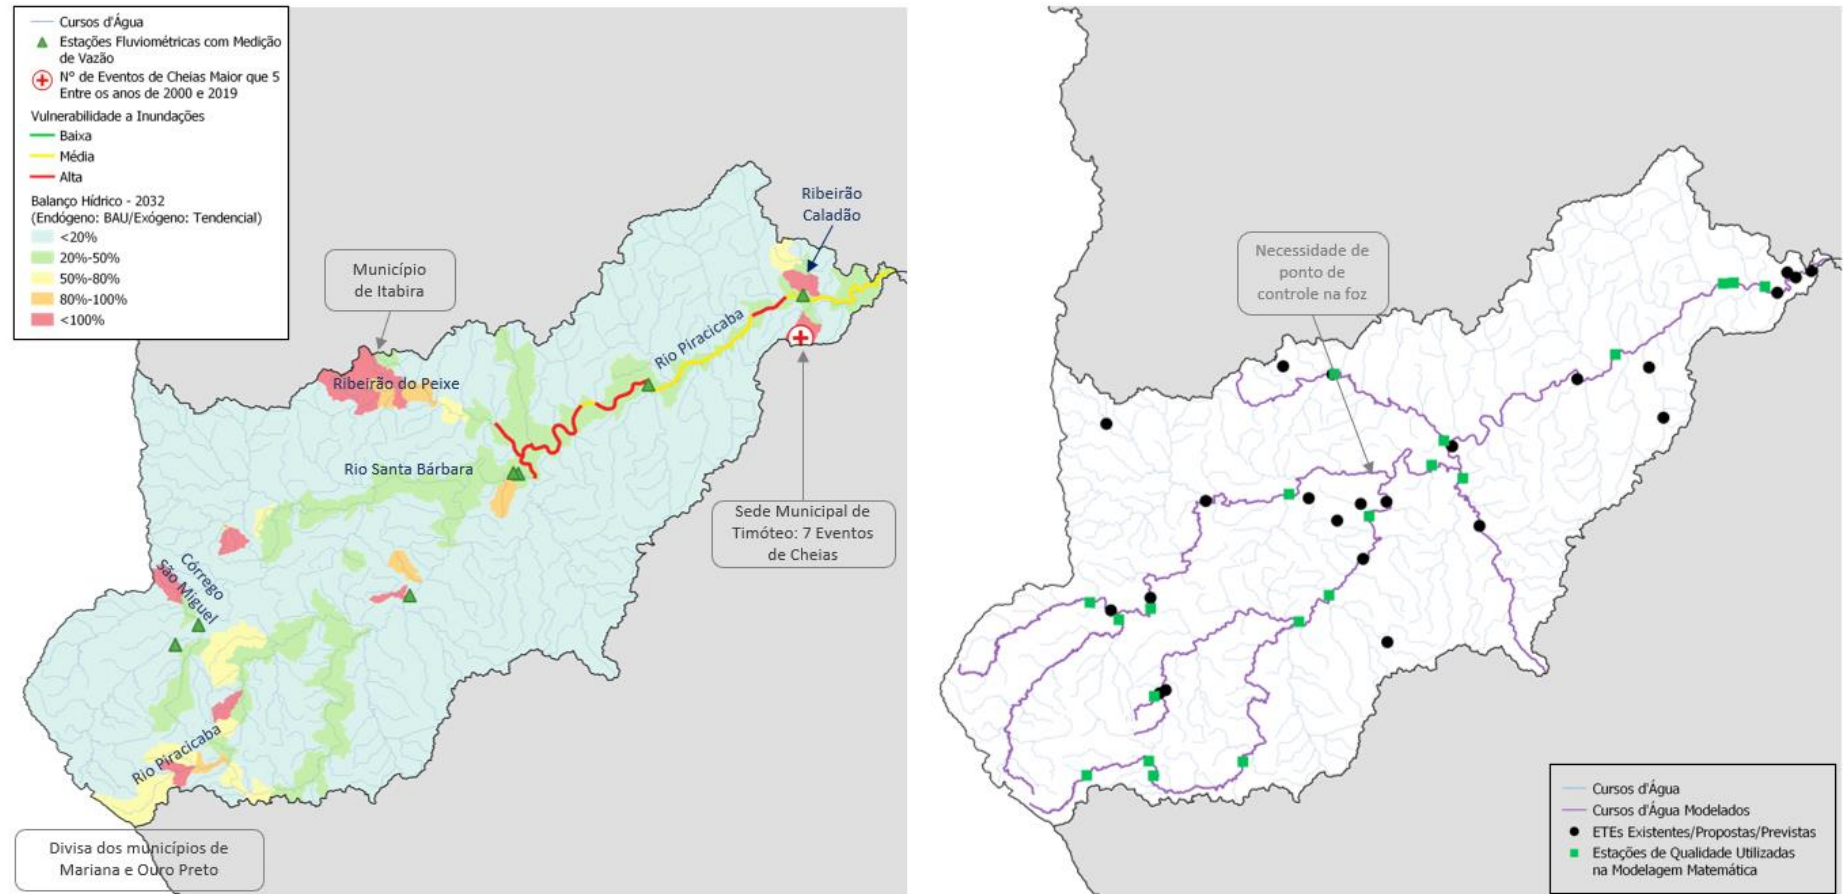 Cursos d'Água
Estações Fluviométricas com Medição
de Vazão
Nº de Eventos de Cheias Maior que 5
Entre os anos de 2000 e 2019
Vulnerabilidade a Inundações
Baixa
Média
Alta
Balanço Hídrico - 2032
(Endógeno: BAU/Exógeno: Tendencial)
<20%
20%-50%
50%-80%
80%-100%
<100%
Município
de Itabira
Ribeirão
Caladão
Rio Piracicaba
Ribeirão do Peixe
Rio Santa Bárbara
Sede Municipal de
Timóteo: 7 Eventos
de Cheias
Córrego
São Miguel
Rio Piracicaba
Divisa dos municípios de
Mariana e Ouro Preto
Necessidade de
ponto de
controle na foz
Cursos d'Água
Cursos d'Água Modelados
ETEs Existentes/Propostas/Previstas
Estações de Qualidade Utilizadas
na Modelagem Matemática